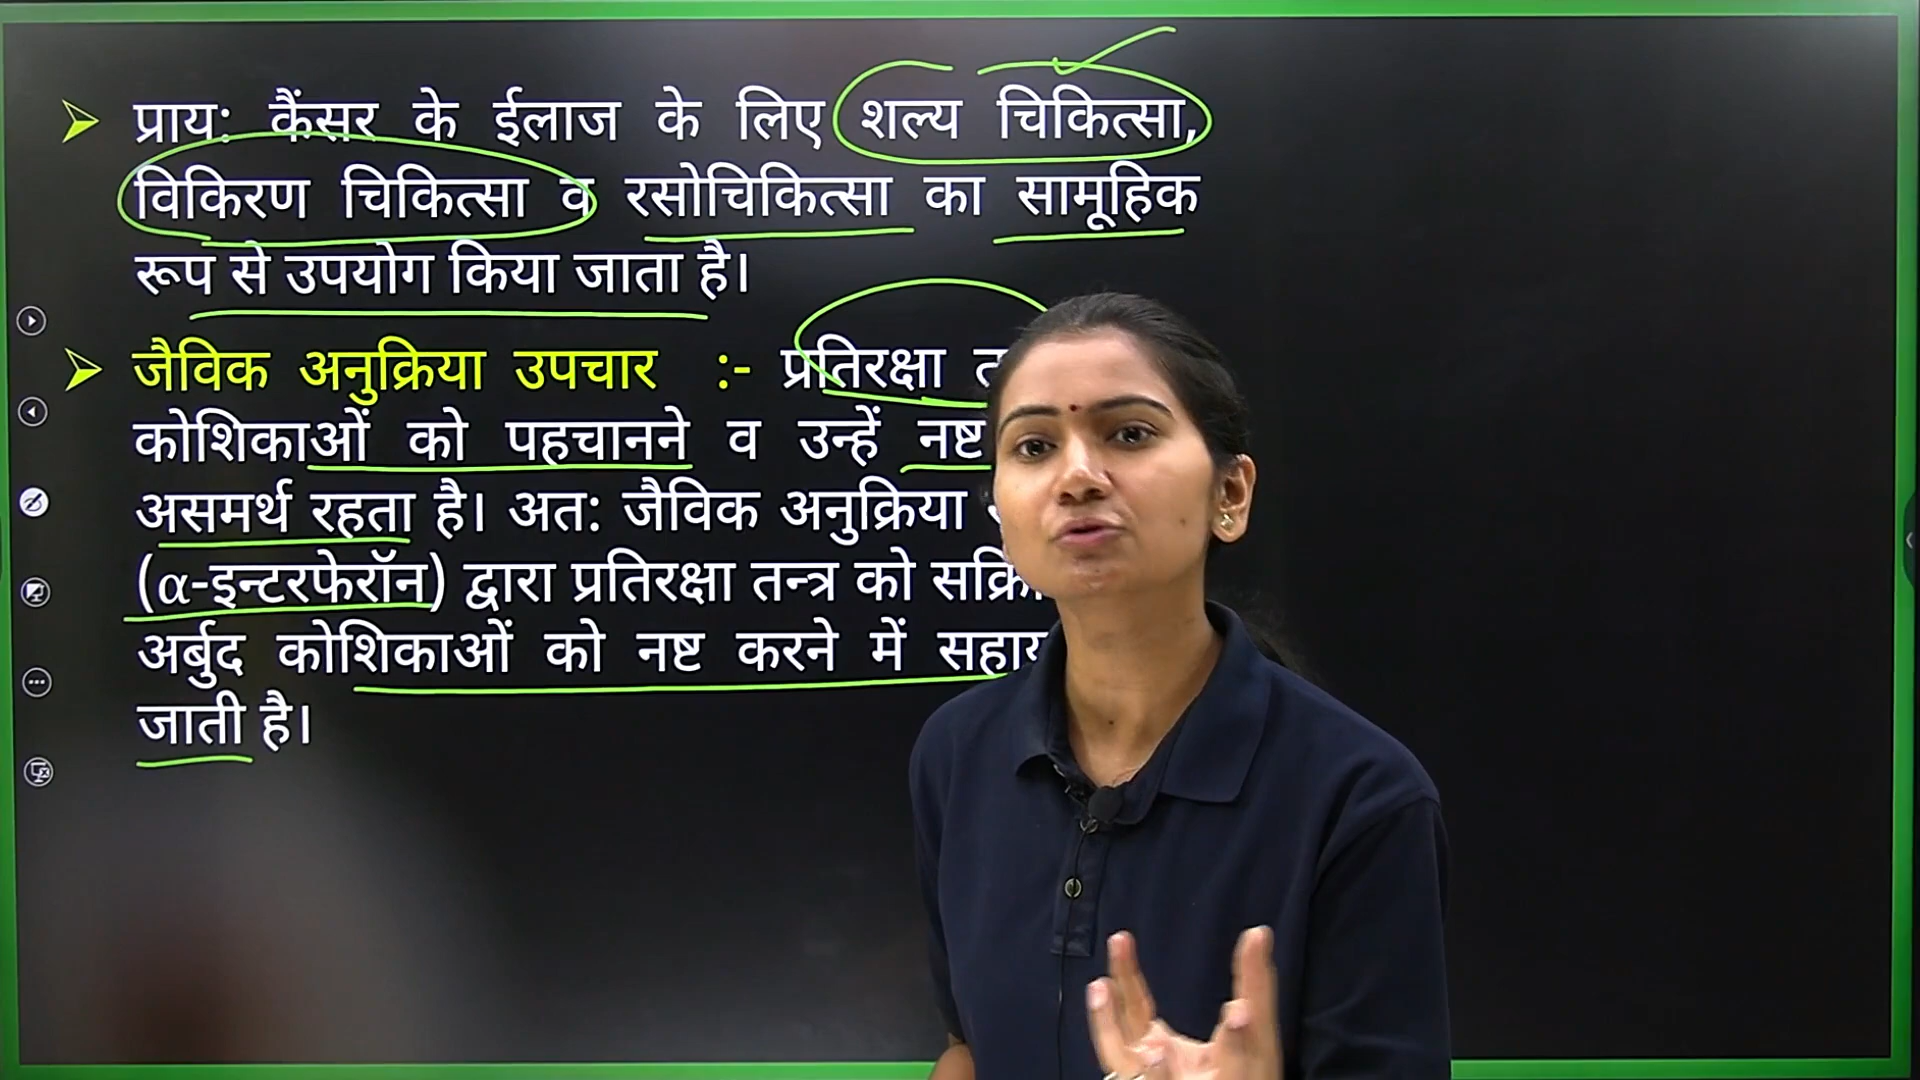 प्राय: कैंसर के ईलाज के लिए शल्य चिकित्सा,
विकिरण चिकित्सा व रसोचिकित्सा का सामूहिक
रूप से उपयोग किया जाता है।
जैविक अनुक्रिया उपचार :- प्रतिरक्षा
कोशिकाओं को पहचानने व उन्हें नष्ट
असमर्थ रहता है। अत: जैविक अनुक्रिया
(α-इन्टरफेरॉन) द्वारा प्रतिरक्षा तन्त्र को
अर्बुद कोशिकाओं को नष्ट करने में
जाती है।